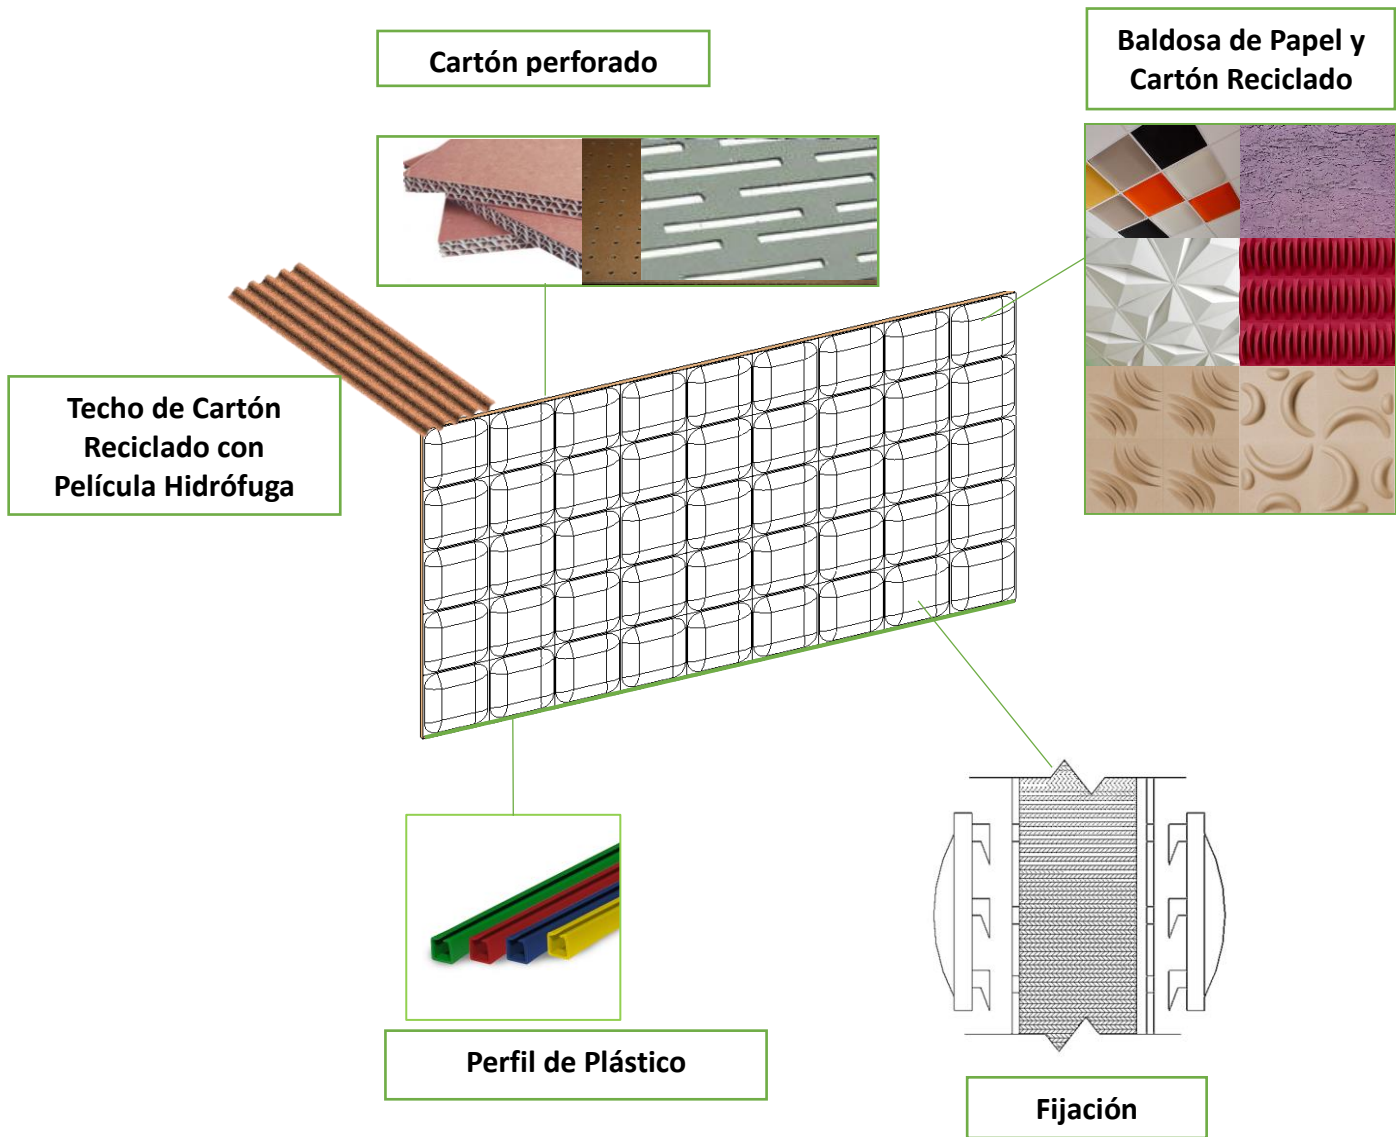 Cartón perforado
Baldosa de Papel y
Cartón Reciclado
Techo de Cartón
Reciclado con
Película Hidrófuga
Perfil de Plástico
Fijación